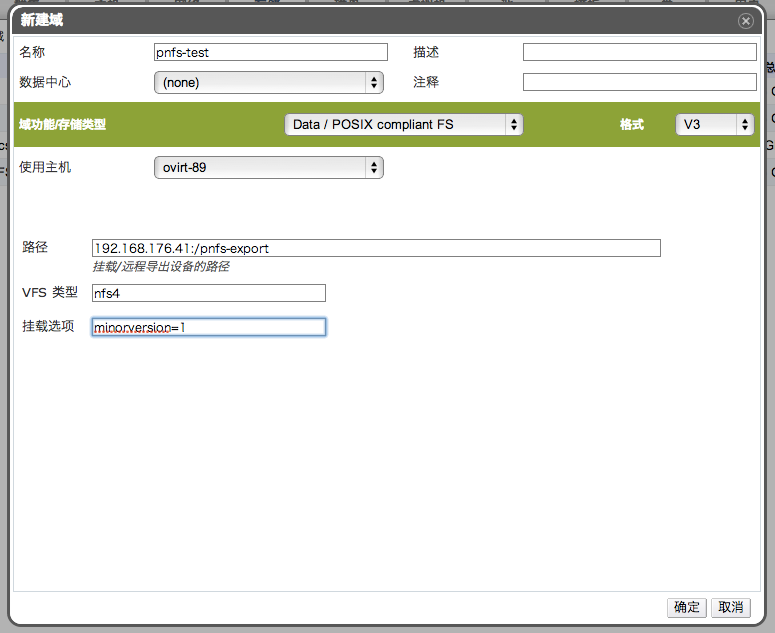 新建域
名称 pnfs-test 描述
数据中心 (none) 注释
域功能/存储类型 Data / POSIX compliant FS 格式 V3
使用主机 ovirt-89
路径 192.168.176.41:/pnfs-export
挂载/远程导出设备的路径
VFS 类型 nfs4
挂载选项 minorversion=1
确定 取消